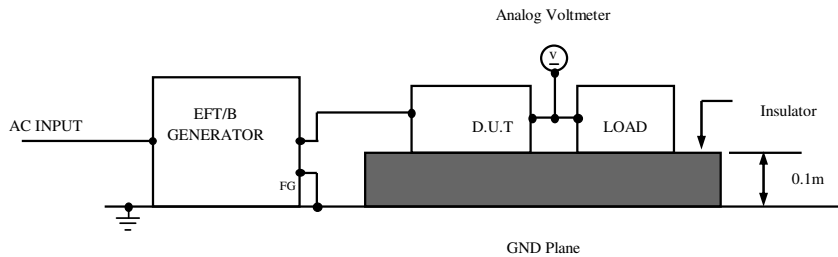 Analog Voltmeter
v
EFT/B
GENERATOR
AC INPUT
D.U.T
LOAD
Insulator
FG
0.1m
GND Plane